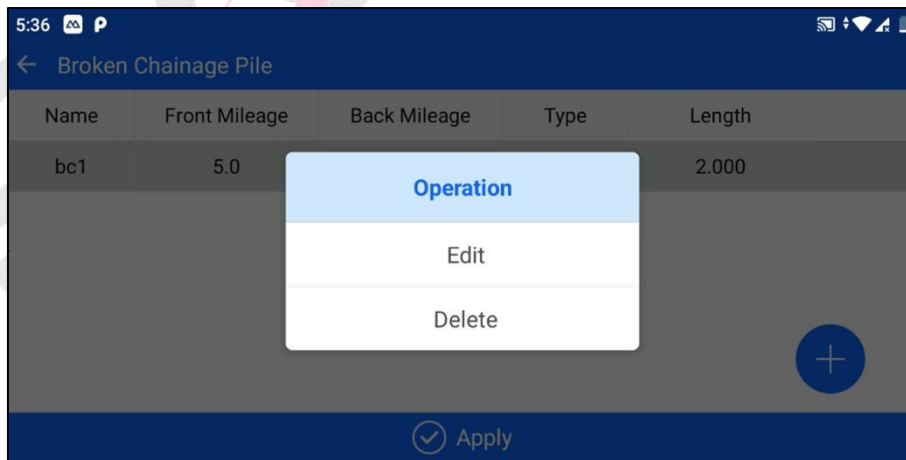 5:36
Broken Chainage Pile
Name Front Mileage Back Mileage Type Length
bc1 5.0 2.000
Operation
Edit
Delete
Apply